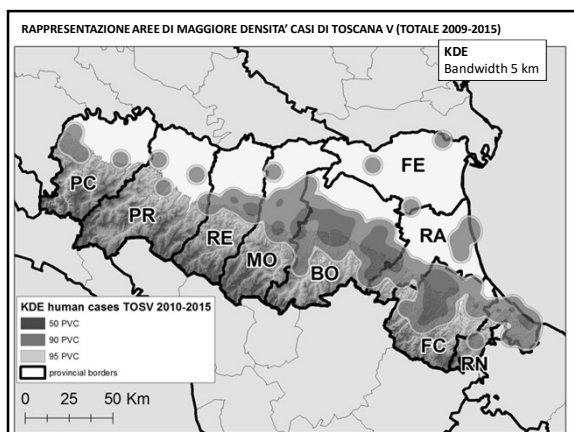 RAPPRESENTAZIONE AREE DI MAGGIORE DENSITA’ CASI DI TOSCANA V (TOTALE 2009-2015)
KDE
Bandwidth 5 km
FE
PC
PR
RE
MO
BO
RA
FC
RN
KDE human cases TOSV 2010-2015
50 PVC
90 PVC
95 PVC
provincial borders
0 25 50 Km